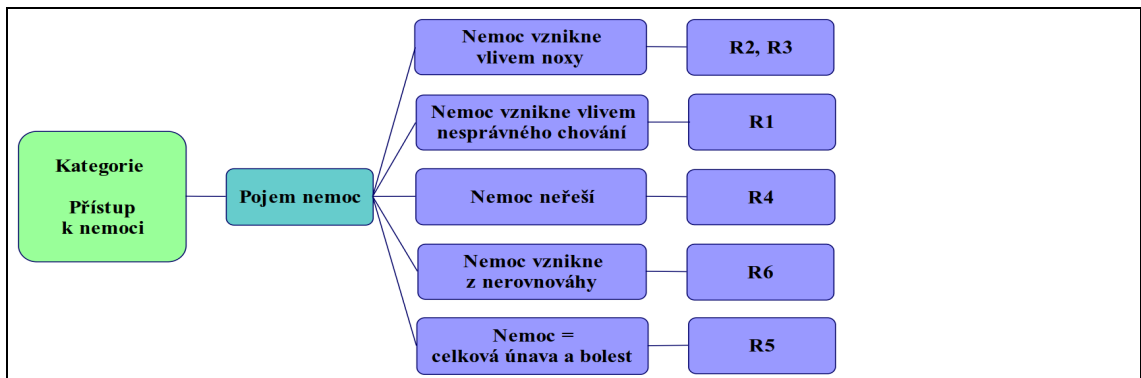 Kategorie
Přístup
k nemoci
Pojem nemoc
Nemoc vznikne
vlivem noxy
R2, R3
Nemoc vznikne vlivem
nesprávného chování
R1
Nemoc neřeší
R4
Nemoc vznikne
z nerovnováhy
R6
Nemoc =
celková únava a bolest
R5